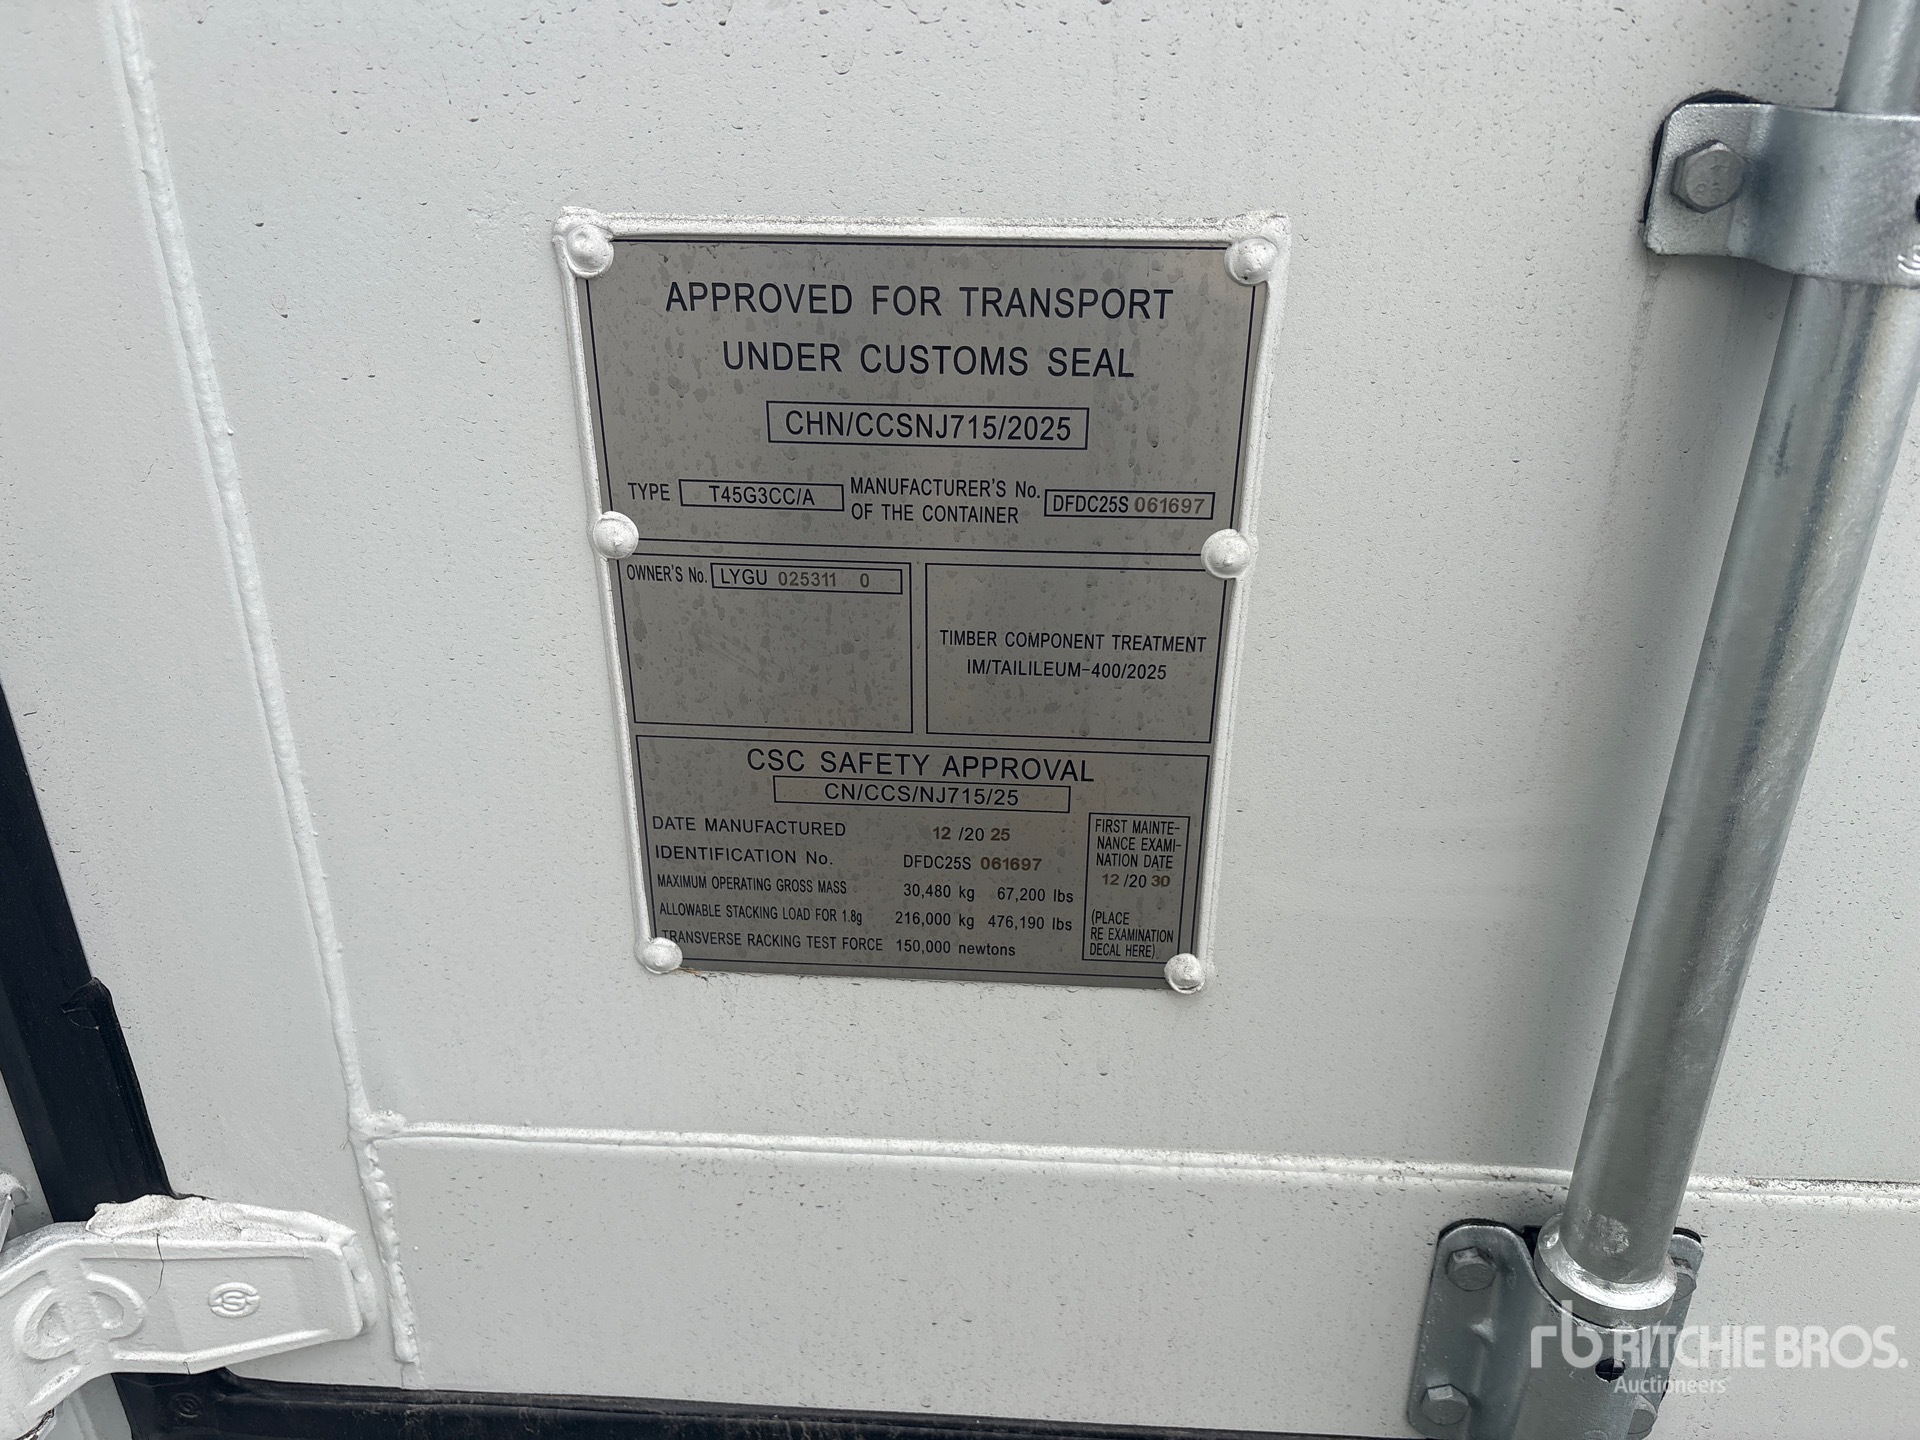 APPROVED FOR TRANSPORT
UNDER CUSTOMS SEAL
CHN/CCSNJ715/2025
TYPE T45G3CC/A MANUFACTURER'S No. OF THE CONTAINER DFDC25S 061697
OWNER'S No. LYGU 025311 0
TIMBER COMPONENT TREATMENT
IM/TAILILEUM-400/2025
CSC SAFETY APPROVAL
CN/CCS/NJ715/25
DATE MANUFACTURED 12 /20 25
IDENTIFICATION No. DFDC25S 061697
MAXIMUM OPERATING GROSS MASS 30,480 kg 67,200 lbs
ALLOWABLE STACKING LOAD FOR 1.8g 216,000 kg 476,190 lbs
TRANSVERSE RACKING TEST FORCE 150,000 newtons
FIRST MAINTE-
NANCE EXAMI-
NATION DATE
12 /20 30
(PLACE
RE EXAMINATION
DECAL HERE)
rb RITCHIE BROS.
Auctioneers